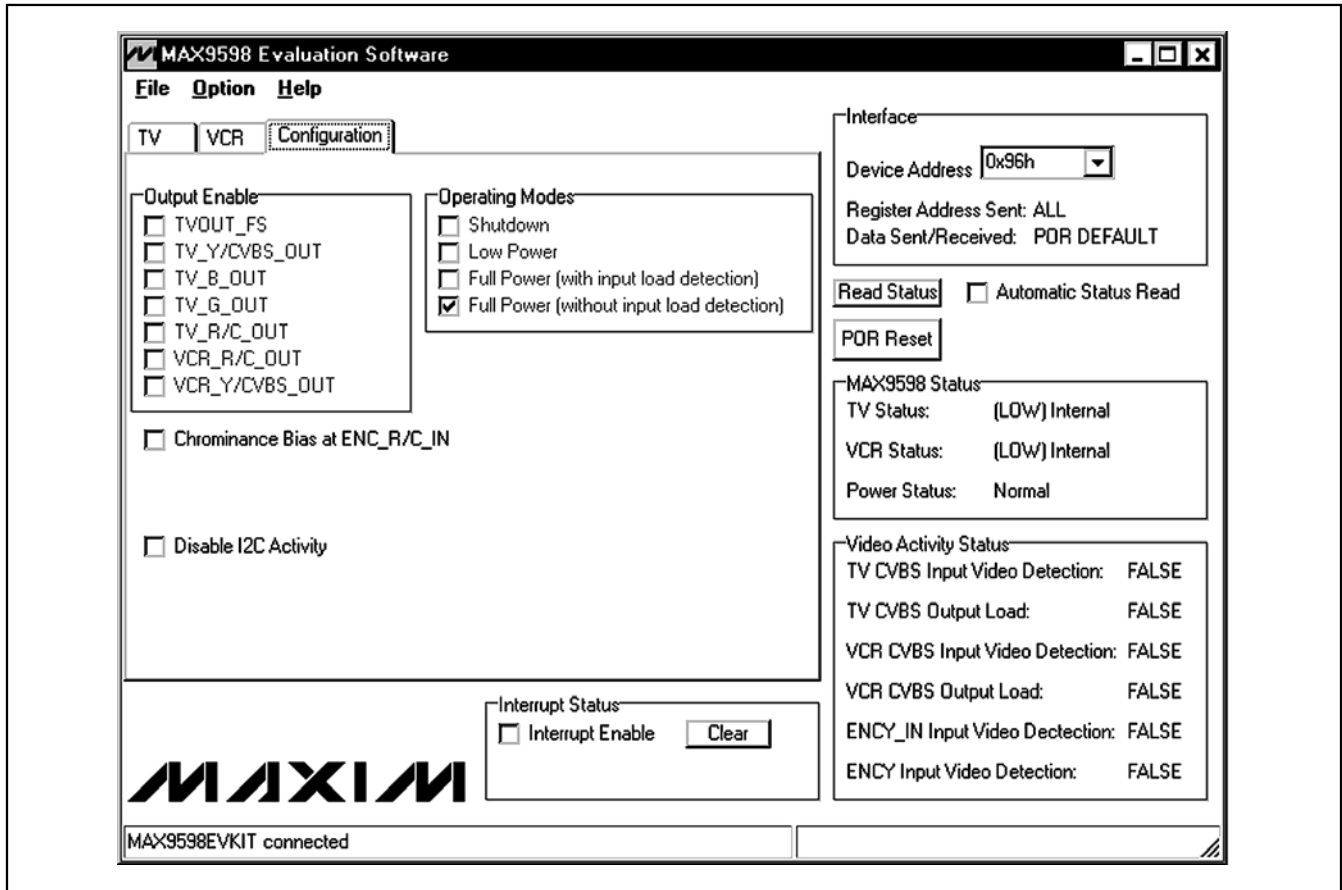 MAX9598 Evaluation Software
File Option Help
TV VCR Configuration
Output Enable
TVOUT_FS
TV_Y/CVBS_OUT
TV_B_OUT
TV_G_OUT
TV_R/C_OUT
VCR_R/C_OUT
VCR_Y/CVBS_OUT
Operating Modes
Shutdown
Low Power
Full Power (with input load detection)
Full Power (without input load detection)
Chrominance Bias at ENC_R/C_IN
Disable I2C Activity
Interface
Device Address 0x96h
Register Address Sent: ALL
Data Sent/Received: POR DEFAULT
Read Status Automatic Status Read
POR Reset
MAX9598 Status
TV Status: (LOW) Internal
VCR Status: (LOW) Internal
Power Status: Normal
Video Activity Status
TV CVBS Input Video Detection: FALSE
TV CVBS Output Load: FALSE
VCR CVBS Input Video Detection: FALSE
VCR CVBS Output Load: FALSE
ENCY_IN Input Video Dectection: FALSE
ENCY Input Video Detection: FALSE
Interrupt Status
Interrupt Enable Clear
MAXIM
MAX9598EVKIT connected